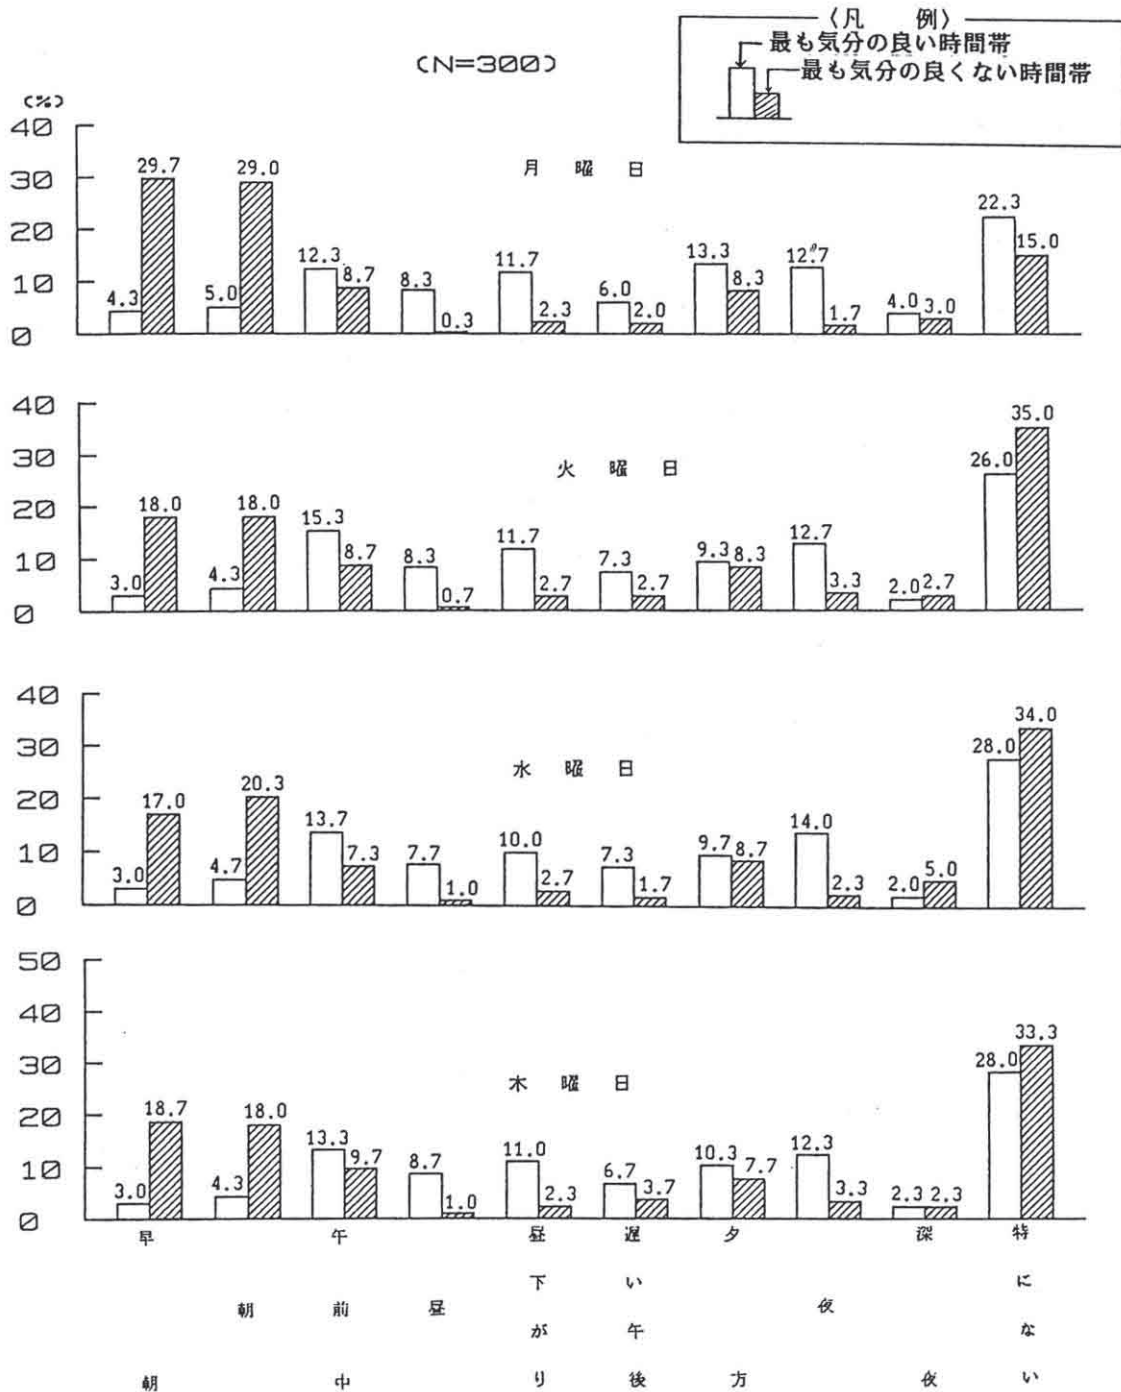 (N=300)
〈凡　例〉
最も気分の良い時間帯
最も気分の良くない時間帯
(%)
40
30
20
10
0
月 曜 日
4.3 29.7 5.0 29.0 12.3 8.7 8.3 0.3 11.7 2.3 6.0 2.0 13.3 8.3 12.7 1.7 4.0 3.0 22.3 15.0
40
30
20
10
0
火 曜 日
3.0 18.0 4.3 18.0 15.3 8.7 8.3 0.7 11.7 2.7 7.3 2.7 9.3 8.3 12.7 3.3 2.0 2.7 26.0 35.0
40
30
20
10
0
水 曜 日
3.0 17.0 4.7 20.3 13.7 7.3 7.7 1.0 10.0 2.7 7.3 1.7 9.7 8.7 14.0 2.3 2.0 5.0 28.0 34.0
50
40
30
20
10
0
木 曜 日
3.0 18.7 4.3 18.0 13.3 9.7 8.7 1.0 11.0 2.3 6.7 3.7 10.3 7.7 12.3 3.3 2.3 2.3 28.0 33.3
早朝
朝
午前中
昼
昼下がり
遅い午後
夕方
夜
深夜
特にない